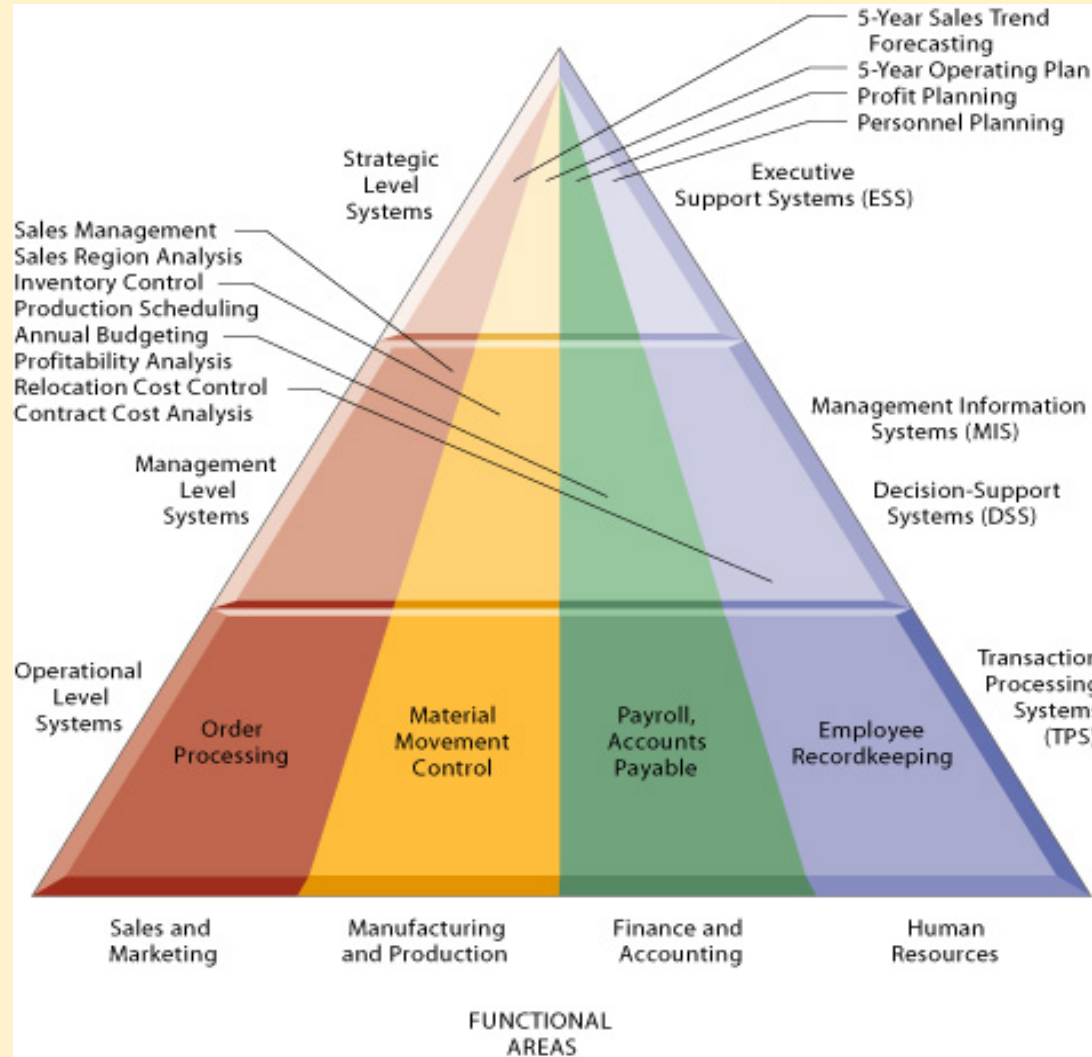 5-Year Sales Trend
Forecasting
5-Year Operating Plan
Profit Planning
Personnel Planning
Strategic
Level
Systems
Executive
Support Systems (ESS)
Sales Management
Sales Region Analysis
Inventory Control
Production Scheduling
Annual Budgeting
Profitability Analysis
Relocation Cost Control
Contract Cost Analysis
Management Information
Systems (MIS)
Management
Level
Systems
Decision-Support
Systems (DSS)
Operational
Level
Systems
Transaction
Processing
Systems
(TPS)
Order
Processing
Material
Movement
Control
Payroll,
Accounts
Payable
Employee
Recordkeeping
Sales and
Marketing
Manufacturing
and Production
Finance and
Accounting
Human
Resources
FUNCTIONAL
AREAS